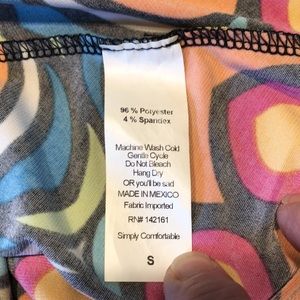 96 % Polyester
4 % Spandex
Machine Wash Cold
Gentle Cycle
Do Not Bleach
Hang Dry
OR you'll be sad
MADE IN MEXICO
Fabric Imported
RN# 142161
Simply Comfortable
S